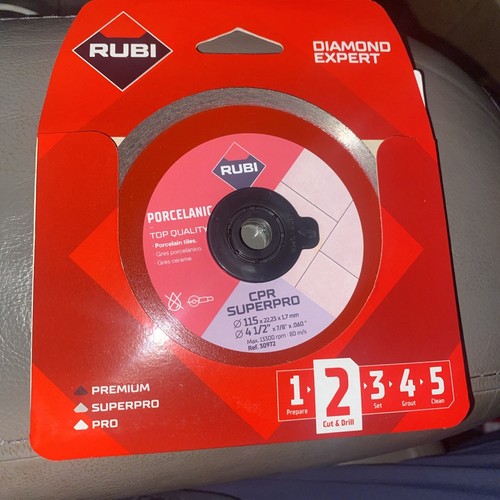 RUBI
DIAMOND
EXPERT
RUBI
PORCELANIC
TOP QUALITY
· Porcelain tiles.
Gres porcelánico.
Grès cérame.
CPR
SUPERPRO
Ø 115 x 22,23 x 1.7 mm
Ø 4 1/2" x 7/8" x .060"
Max. 13300 rpm - 80 m/s
Ref. 30972
PREMIUM
SUPERPRO
PRO
1 2 3 4 5
Prepare Cut & Drill Set Grout Clean